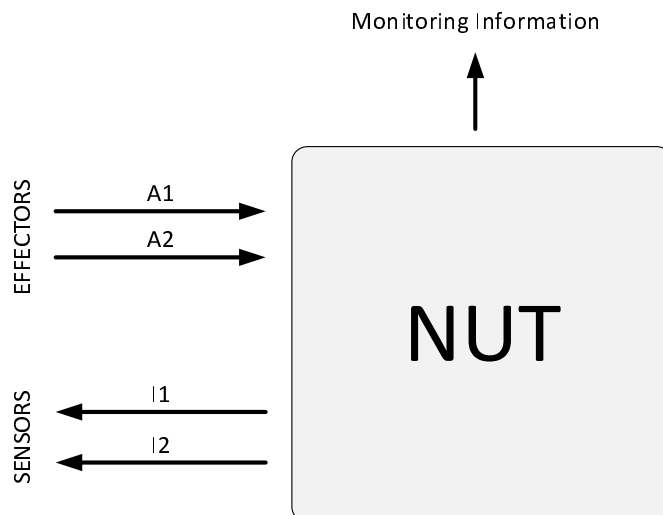 Monitoring Information
EFFECTORS
A1
A2
NUT
SENSORS
I1
I2